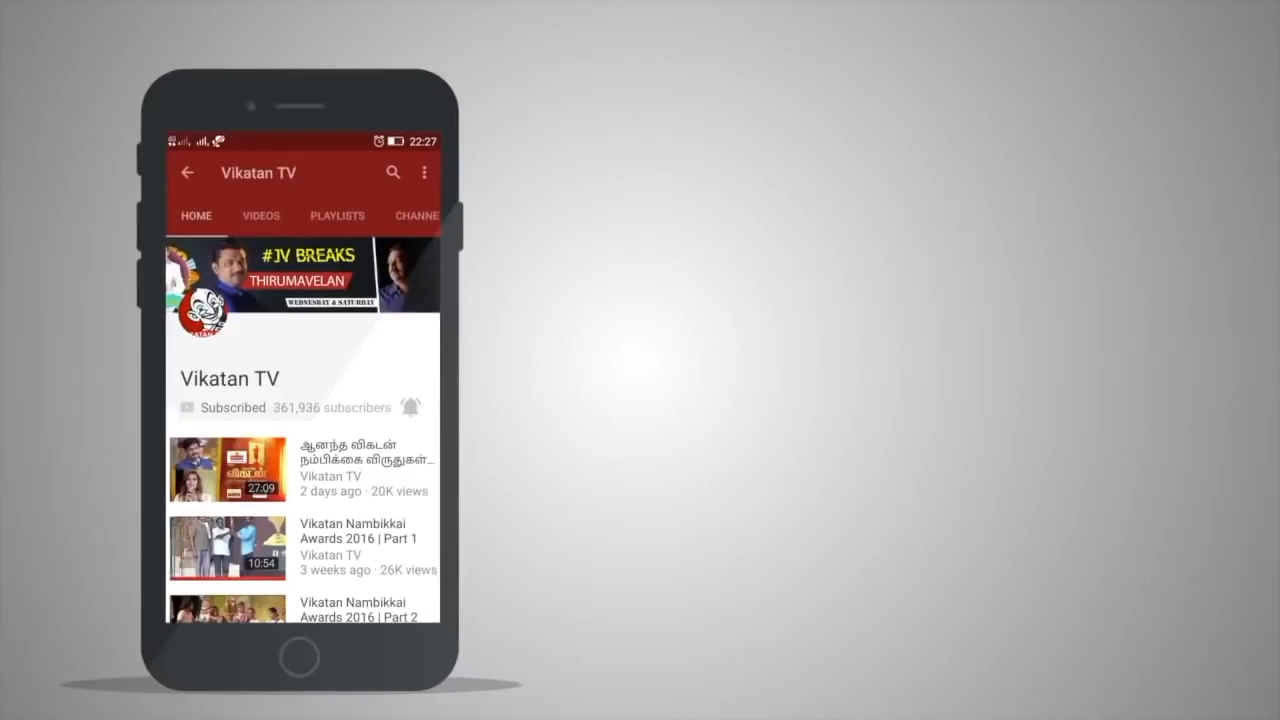 22:27
Vikatan TV
HOME VIDEOS PLAYLISTS CHANNE
#JV BREAKS
THIRUMAVELAN
WEDNESDAY & SATURDAY
Vikatan TV
Subscribed 361,936 subscribers
ஆனந்த விகடன்
நம்பிக்கை விருதுகள்...
Vikatan TV
2 days ago · 20K views
விகடன்
27:09
Vikatan Nambikkai
Awards 2016 | Part 1
Vikatan TV
3 weeks ago · 26K views
10:54
Vikatan Nambikkai
Awards 2016 | Part 2